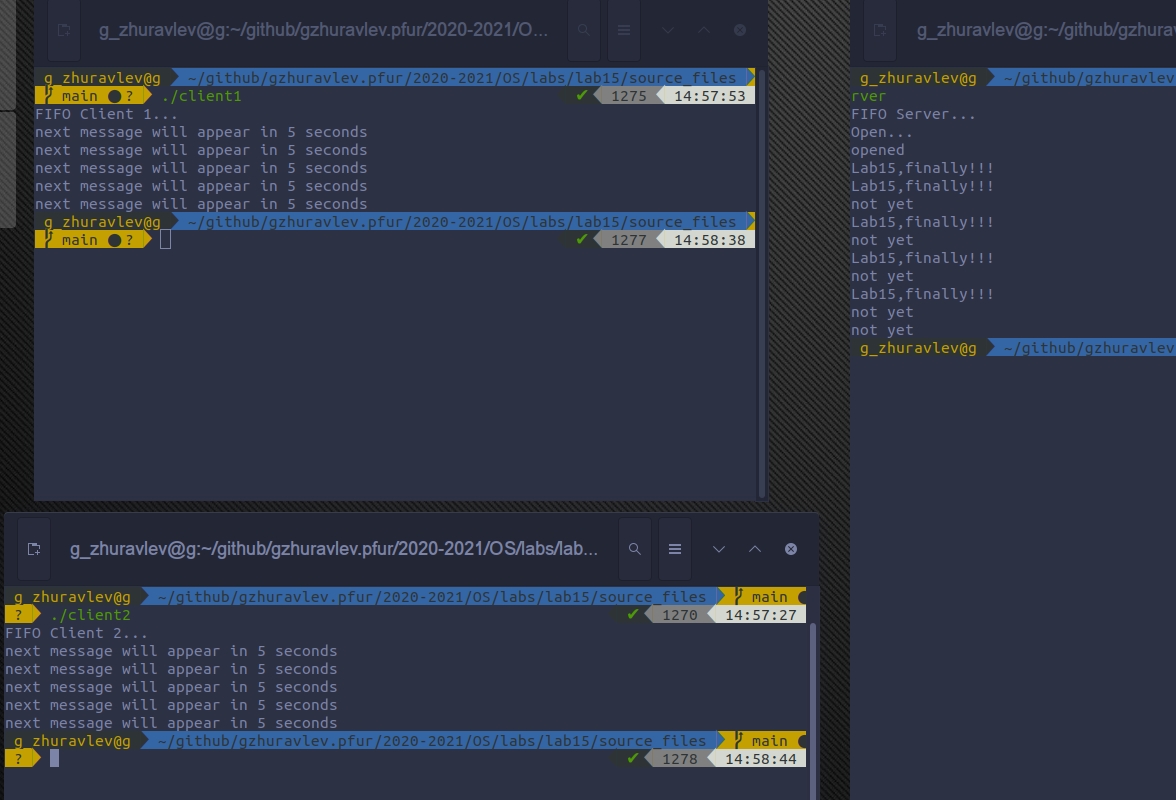 g_zhuravlev@g:~/github/gzhuravlev.pfur/2020-2021/O...
g_zhuravlev@g ~/github/gzhuravlev.pfur/2020-2021/OS/labs/lab15/source_files
main ● ? ./client1 ✔ 1275 14:57:53
FIFO Client 1...
next message will appear in 5 seconds
next message will appear in 5 seconds
next message will appear in 5 seconds
next message will appear in 5 seconds
next message will appear in 5 seconds
g_zhuravlev@g ~/github/gzhuravlev.pfur/2020-2021/OS/labs/lab15/source_files
main ● ? ✔ 1277 14:58:38
g_zhuravlev@g:~/github/gzhurav
g_zhuravlev@g ~/github/gzhuravlev
rver
FIFO Server...
Open...
opened
Lab15,finally!!!
Lab15,finally!!!
not yet
Lab15,finally!!!
not yet
Lab15,finally!!!
not yet
Lab15,finally!!!
not yet
not yet
g_zhuravlev@g ~/github/gzhuravlev
g_zhuravlev@g:~/github/gzhuravlev.pfur/2020-2021/OS/labs/lab...
g_zhuravlev@g ~/github/gzhuravlev.pfur/2020-2021/OS/labs/lab15/source_files main ●
? ./client2 ✔ 1270 14:57:27
FIFO Client 2...
next message will appear in 5 seconds
next message will appear in 5 seconds
next message will appear in 5 seconds
next message will appear in 5 seconds
next message will appear in 5 seconds
g_zhuravlev@g ~/github/gzhuravlev.pfur/2020-2021/OS/labs/lab15/source_files main ●
? ✔ 1278 14:58:44